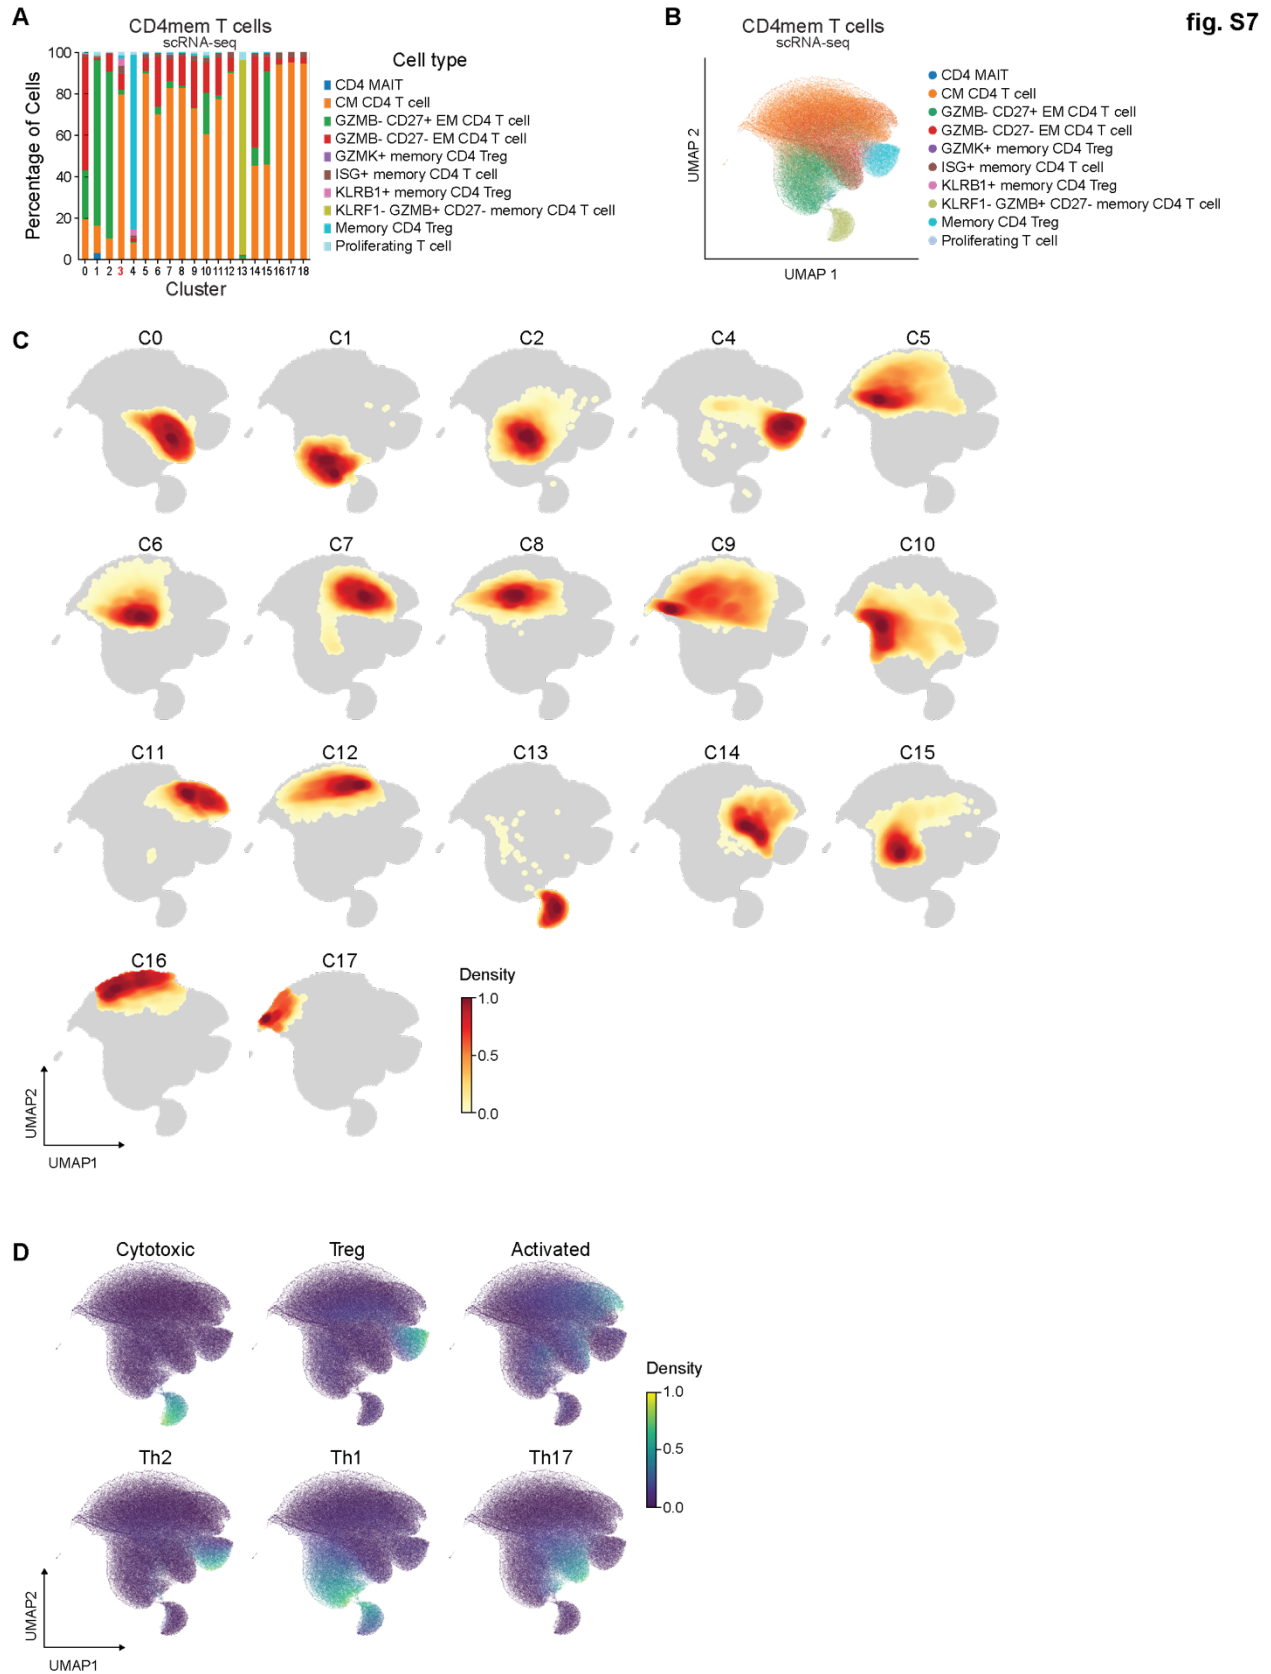 fig. S7
A
CD4mem T cells
scRNA-seq
Percentage of Cells
100
80
60
40
20
0
0 1 2 3 4 5 6 7 8 9 10 11 12 13 14 15 16 17 18
Cluster
Cell type
CD4 MAIT
CM CD4 T cell
GZMB- CD27+ EM CD4 T cell
GZMB- CD27- EM CD4 T cell
GZMK+ memory CD4 Treg
ISG+ memory CD4 T cell
KLRB1+ memory CD4 Treg
KLRF1- GZMB+ CD27- memory CD4 T cell
Memory CD4 Treg
Proliferating T cell
B
CD4mem T cells
scRNA-seq
UMAP 2
UMAP 1
CD4 MAIT
CM CD4 T cell
GZMB- CD27+ EM CD4 T cell
GZMB- CD27- EM CD4 T cell
GZMK+ memory CD4 Treg
ISG+ memory CD4 T cell
KLRB1+ memory CD4 Treg
KLRF1- GZMB+ CD27- memory CD4 T cell
Memory CD4 Treg
Proliferating T cell
C
C0 C1 C2 C4 C5
C6 C7 C8 C9 C10
C11 C12 C13 C14 C15
C16 C17
Density
1.0
0.5
0.0
UMAP2
UMAP1
D
Cytotoxic Treg Activated
Th2 Th1 Th17
Density
1.0
0.5
0.0
UMAP2
UMAP1